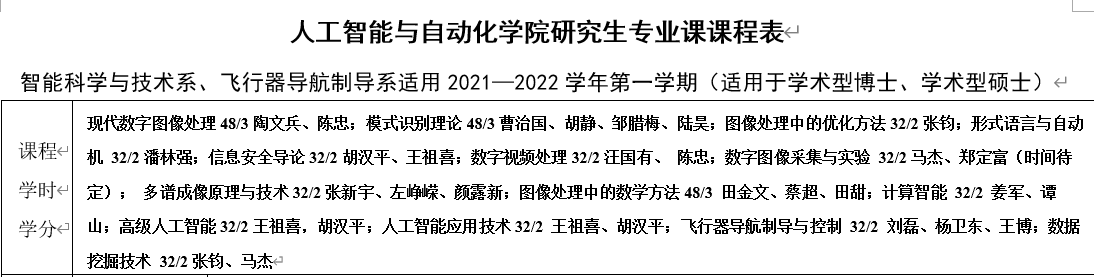 人工智能与自动化学院研究生专业课课程表
智能科学与技术系、飞行器导航制导系适用 2021—2022 学年第一学期（适用于学术型博士、学术型硕士）
课程
学时
学分
现代数字图像处理 48/3 陶文兵、陈忠；模式识别理论 48/3 曹治国、胡静、邹腊梅、陆昊；图像处理中的优化方法 32/2 张钧；形式语言与自动
机 32/2 潘林强；信息安全导论 32/2 胡汉平、王祖喜；数字视频处理 32/2 汪国有、 陈忠；数字图像采集与实验 32/2 马杰、郑定富（时间待
定）； 多谱成像原理与技术 32/2 张新宇、左峥嵘、颜露新；图像处理中的数学方法 48/3 田金文、蔡超、田甜；计算智能 32/2 姜军、谭
山；高级人工智能 32/2 王祖喜，胡汉平；人工智能应用技术 32/2 王祖喜、胡汉平；飞行器导航制导与控制 32/2 刘磊、杨卫东、王博；数据
挖掘技术 32/2 张钧、马杰